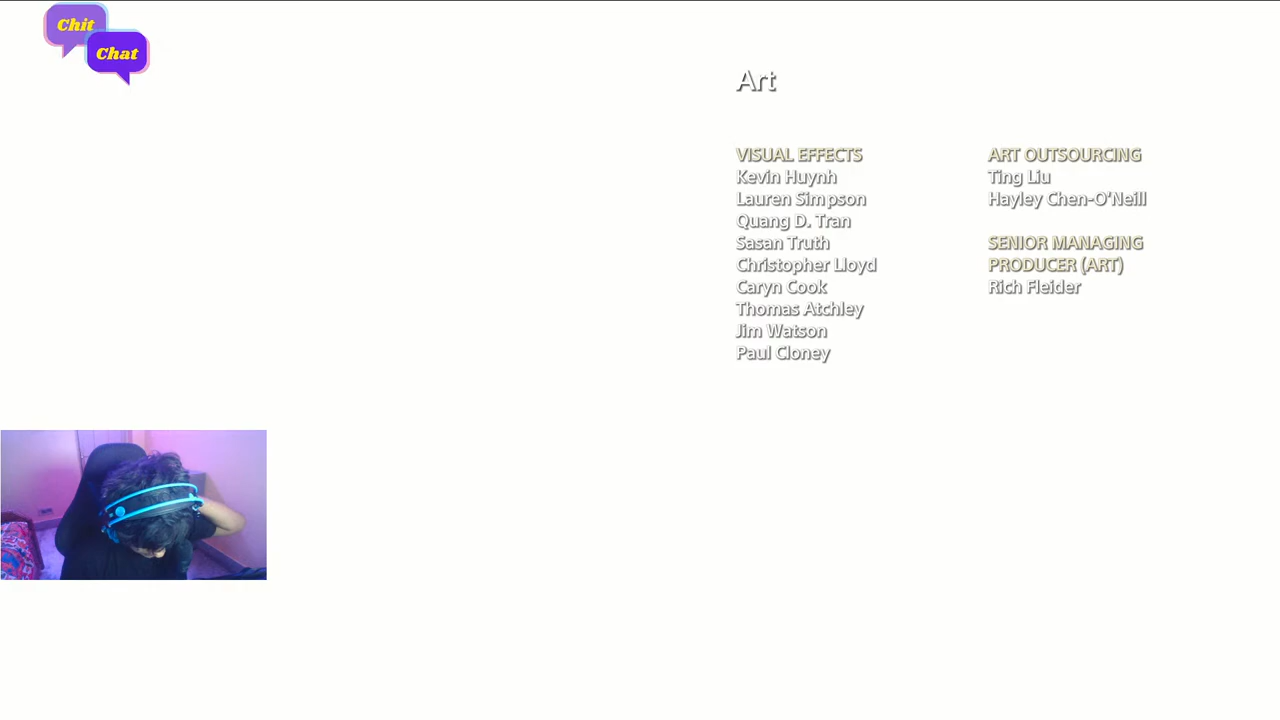 Chit
Chat
Art
VISUAL EFFECTS
Kevin Huynh
Lauren Simpson
Quang D. Tran
Sasan Truth
Christopher Lloyd
Caryn Cook
Thomas Atchley
Jim Watson
Paul Cloney
ART OUTSOURCING
Ting Liu
Hayley Chen-O'Neill
SENIOR MANAGING
PRODUCER (ART)
Rich Fleider